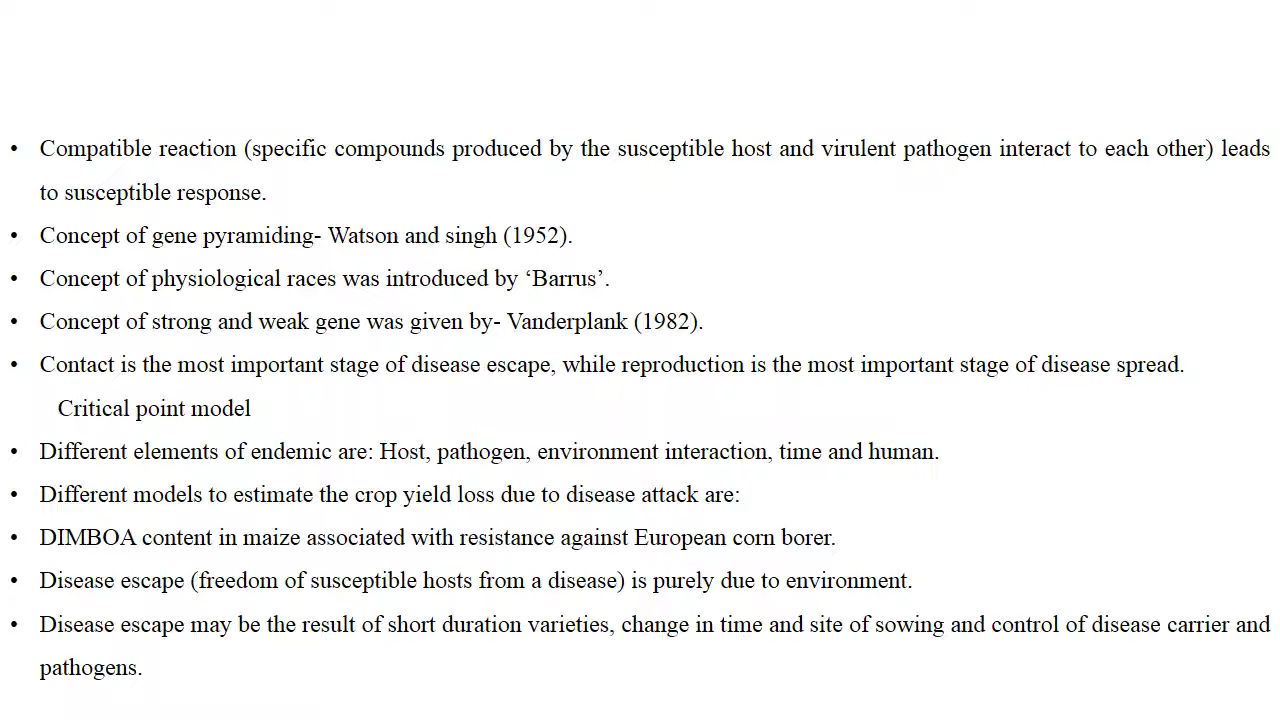 • Compatible reaction (specific compounds produced by the susceptible host and virulent pathogen interact to each other) leads
to susceptible response.
• Concept of gene pyramiding- Watson and singh (1952).
• Concept of physiological races was introduced by ‘Barrus’.
• Concept of strong and weak gene was given by- Vanderplank (1982).
• Contact is the most important stage of disease escape, while reproduction is the most important stage of disease spread.
Critical point model
• Different elements of endemic are: Host, pathogen, environment interaction, time and human.
• Different models to estimate the crop yield loss due to disease attack are:
• DIMBOA content in maize associated with resistance against European corn borer.
• Disease escape (freedom of susceptible hosts from a disease) is purely due to environment.
• Disease escape may be the result of short duration varieties, change in time and site of sowing and control of disease carrier and
pathogens.